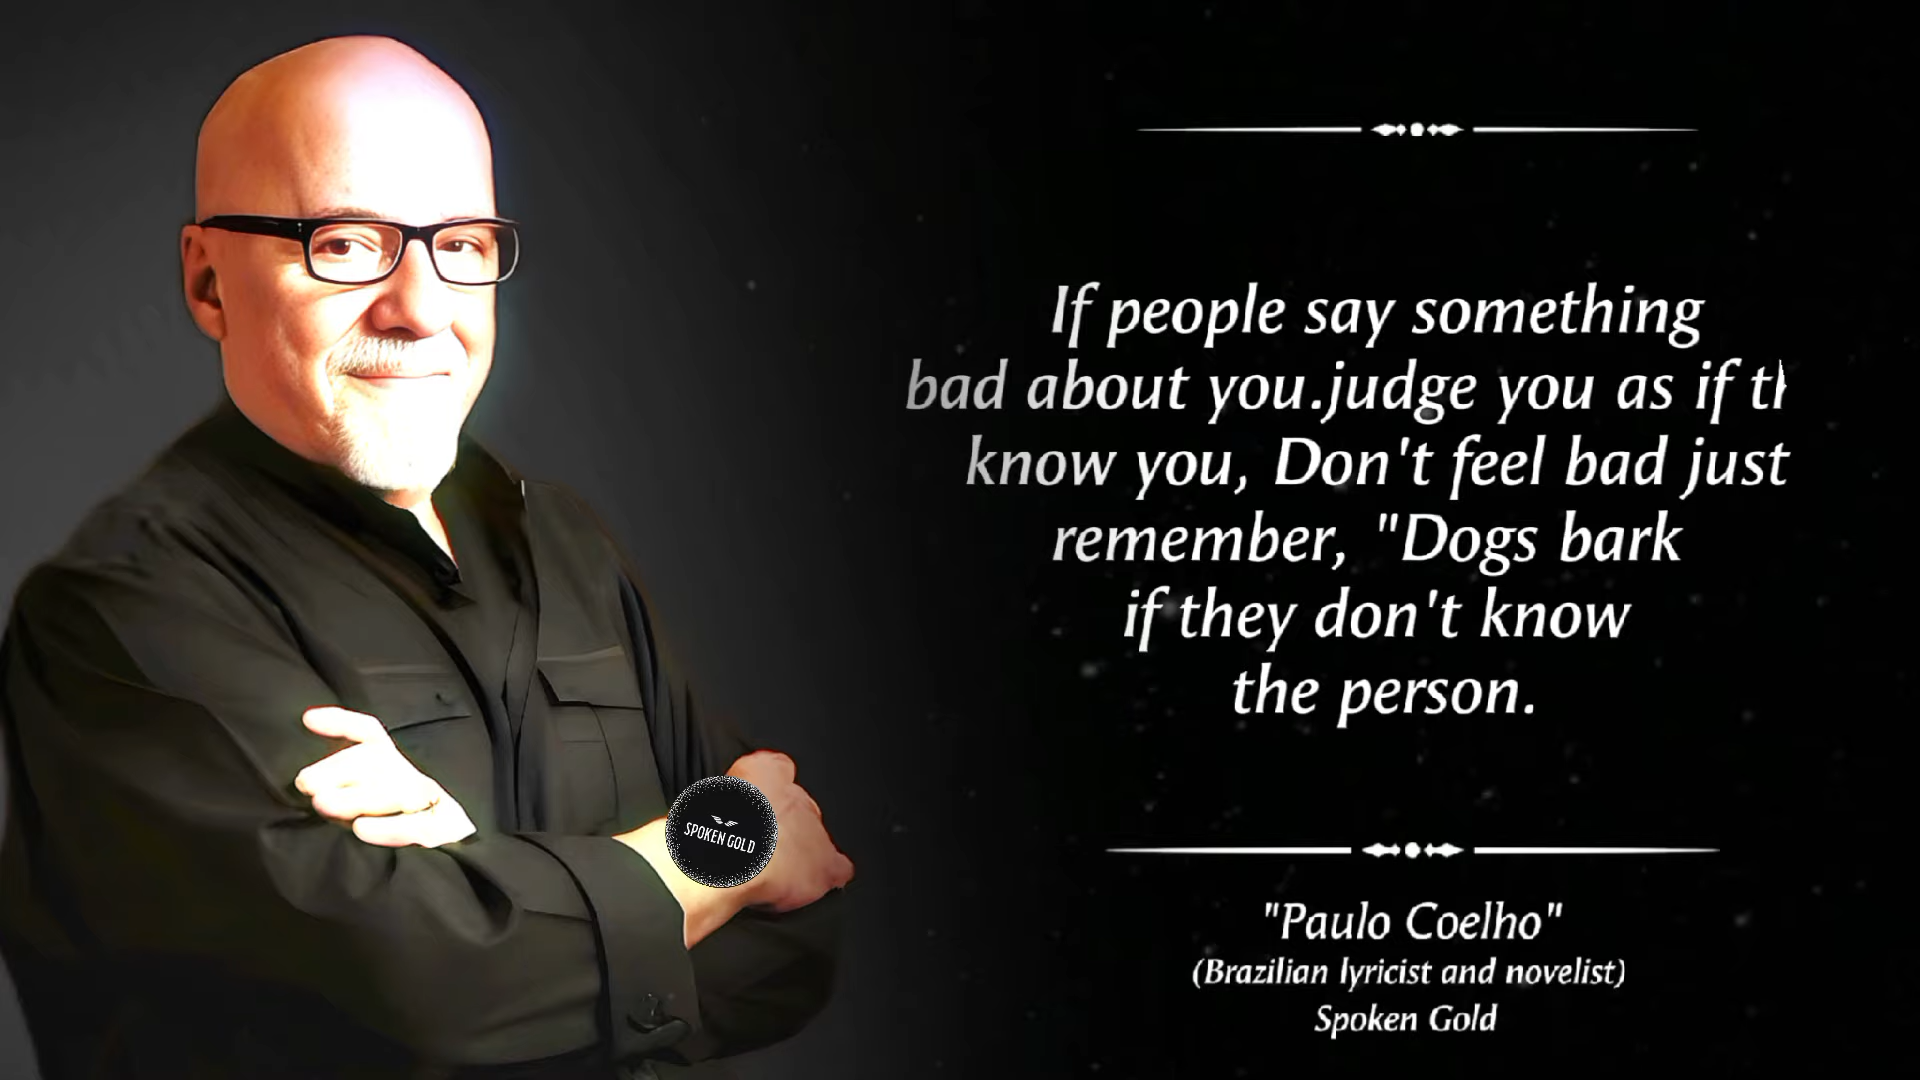 If people say something
bad about you.judge you as if
know you, Don't feel bad just
remember, "Dogs bark
if they don't know
the person.
SPOKEN GOLD
"Paulo Coelho"
(Brazilian lyricist and novelist)
Spoken Gold